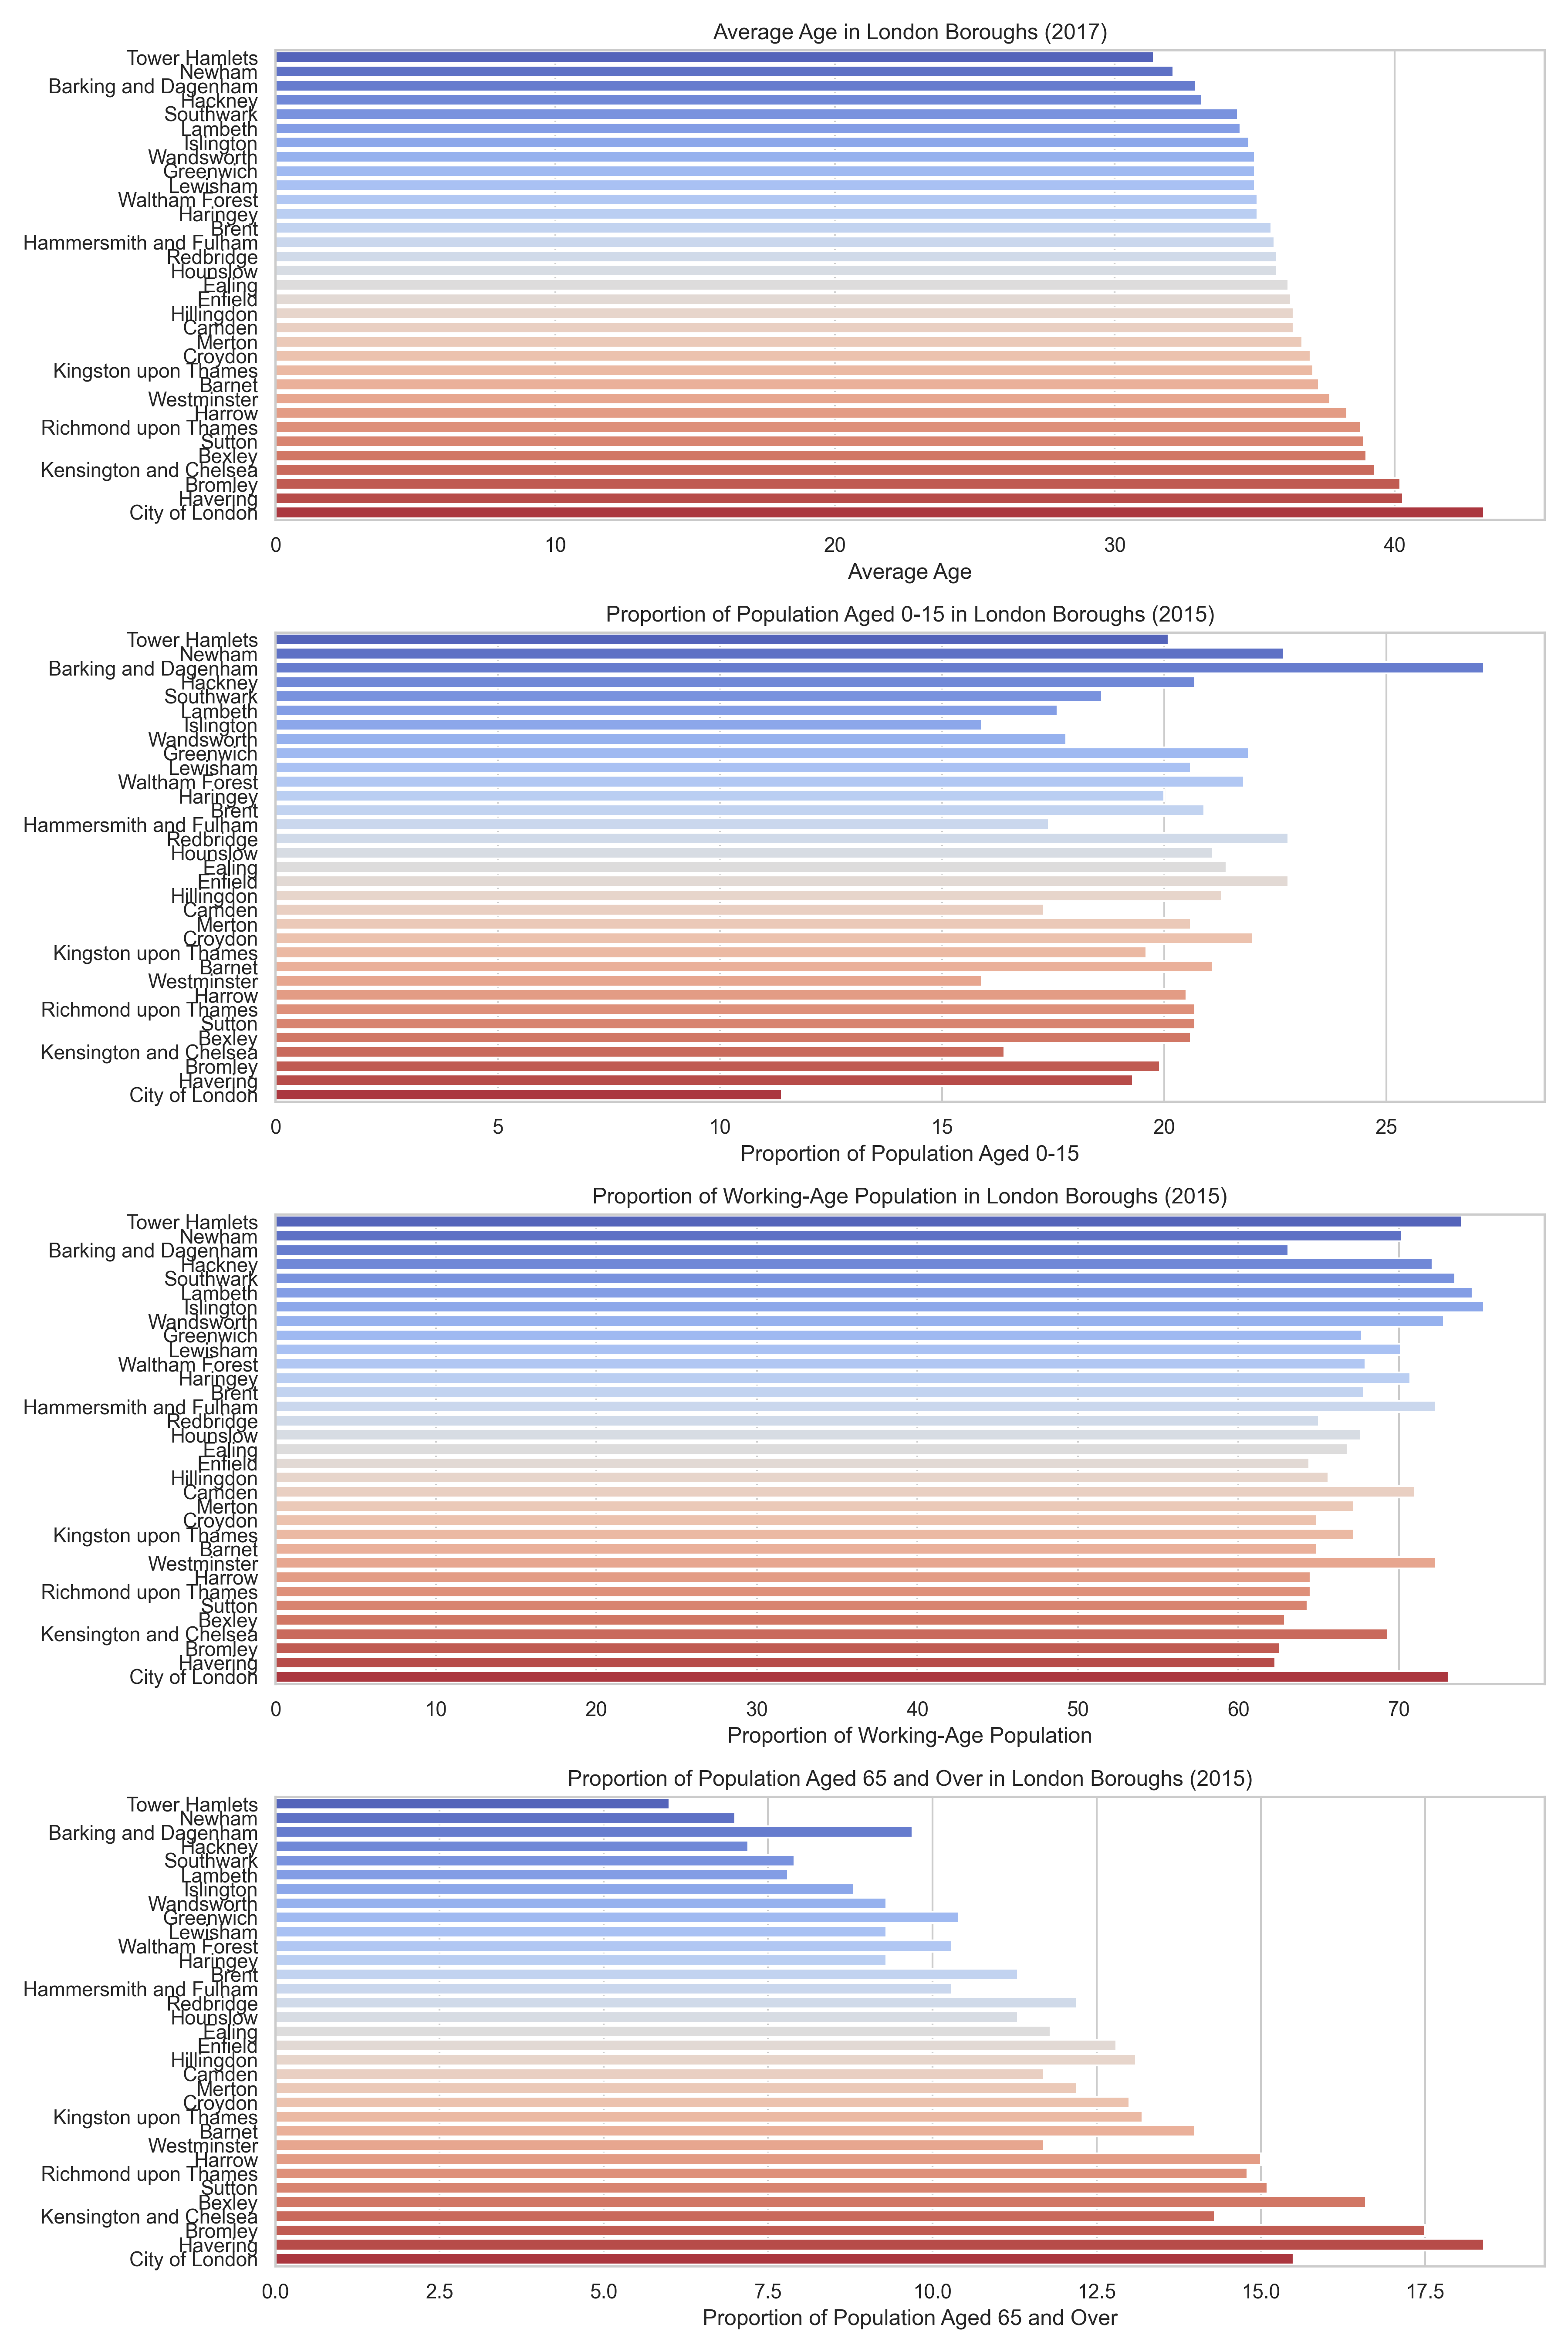 Average Age in London Boroughs (2017)
Tower Hamlets
Newham
Barking and Dagenham
Hackney
Southwark
Lambeth
Islington
Wandsworth
Greenwich
Lewisham
Waltham Forest
Haringey
Brent
Hammersmith and Fulham
Redbridge
Hounslow
Ealing
Enfield
Hillingdon
Camden
Merton
Croydon
Kingston upon Thames
Barnet
Westminster
Harrow
Richmond upon Thames
Sutton
Bexley
Kensington and Chelsea
Bromley
Havering
City of London
0 10 20 30 40
Average Age
Proportion of Population Aged 0-15 in London Boroughs (2015)
Tower Hamlets
Newham
Barking and Dagenham
Hackney
Southwark
Lambeth
Islington
Wandsworth
Greenwich
Lewisham
Waltham Forest
Haringey
Brent
Hammersmith and Fulham
Redbridge
Hounslow
Ealing
Enfield
Hillingdon
Camden
Merton
Croydon
Kingston upon Thames
Barnet
Westminster
Harrow
Richmond upon Thames
Sutton
Bexley
Kensington and Chelsea
Bromley
Havering
City of London
0 5 10 15 20 25
Proportion of Population Aged 0-15
Proportion of Working-Age Population in London Boroughs (2015)
Tower Hamlets
Newham
Barking and Dagenham
Hackney
Southwark
Lambeth
Islington
Wandsworth
Greenwich
Lewisham
Waltham Forest
Haringey
Brent
Hammersmith and Fulham
Redbridge
Hounslow
Ealing
Enfield
Hillingdon
Camden
Merton
Croydon
Kingston upon Thames
Barnet
Westminster
Harrow
Richmond upon Thames
Sutton
Bexley
Kensington and Chelsea
Bromley
Havering
City of London
0 10 20 30 40 50 60 70
Proportion of Working-Age Population
Proportion of Population Aged 65 and Over in London Boroughs (2015)
Tower Hamlets
Newham
Barking and Dagenham
Hackney
Southwark
Lambeth
Islington
Wandsworth
Greenwich
Lewisham
Waltham Forest
Haringey
Brent
Hammersmith and Fulham
Redbridge
Hounslow
Ealing
Enfield
Hillingdon
Camden
Merton
Croydon
Kingston upon Thames
Barnet
Westminster
Harrow
Richmond upon Thames
Sutton
Bexley
Kensington and Chelsea
Bromley
Havering
City of London
0.0 2.5 5.0 7.5 10.0 12.5 15.0 17.5
Proportion of Population Aged 65 and Over